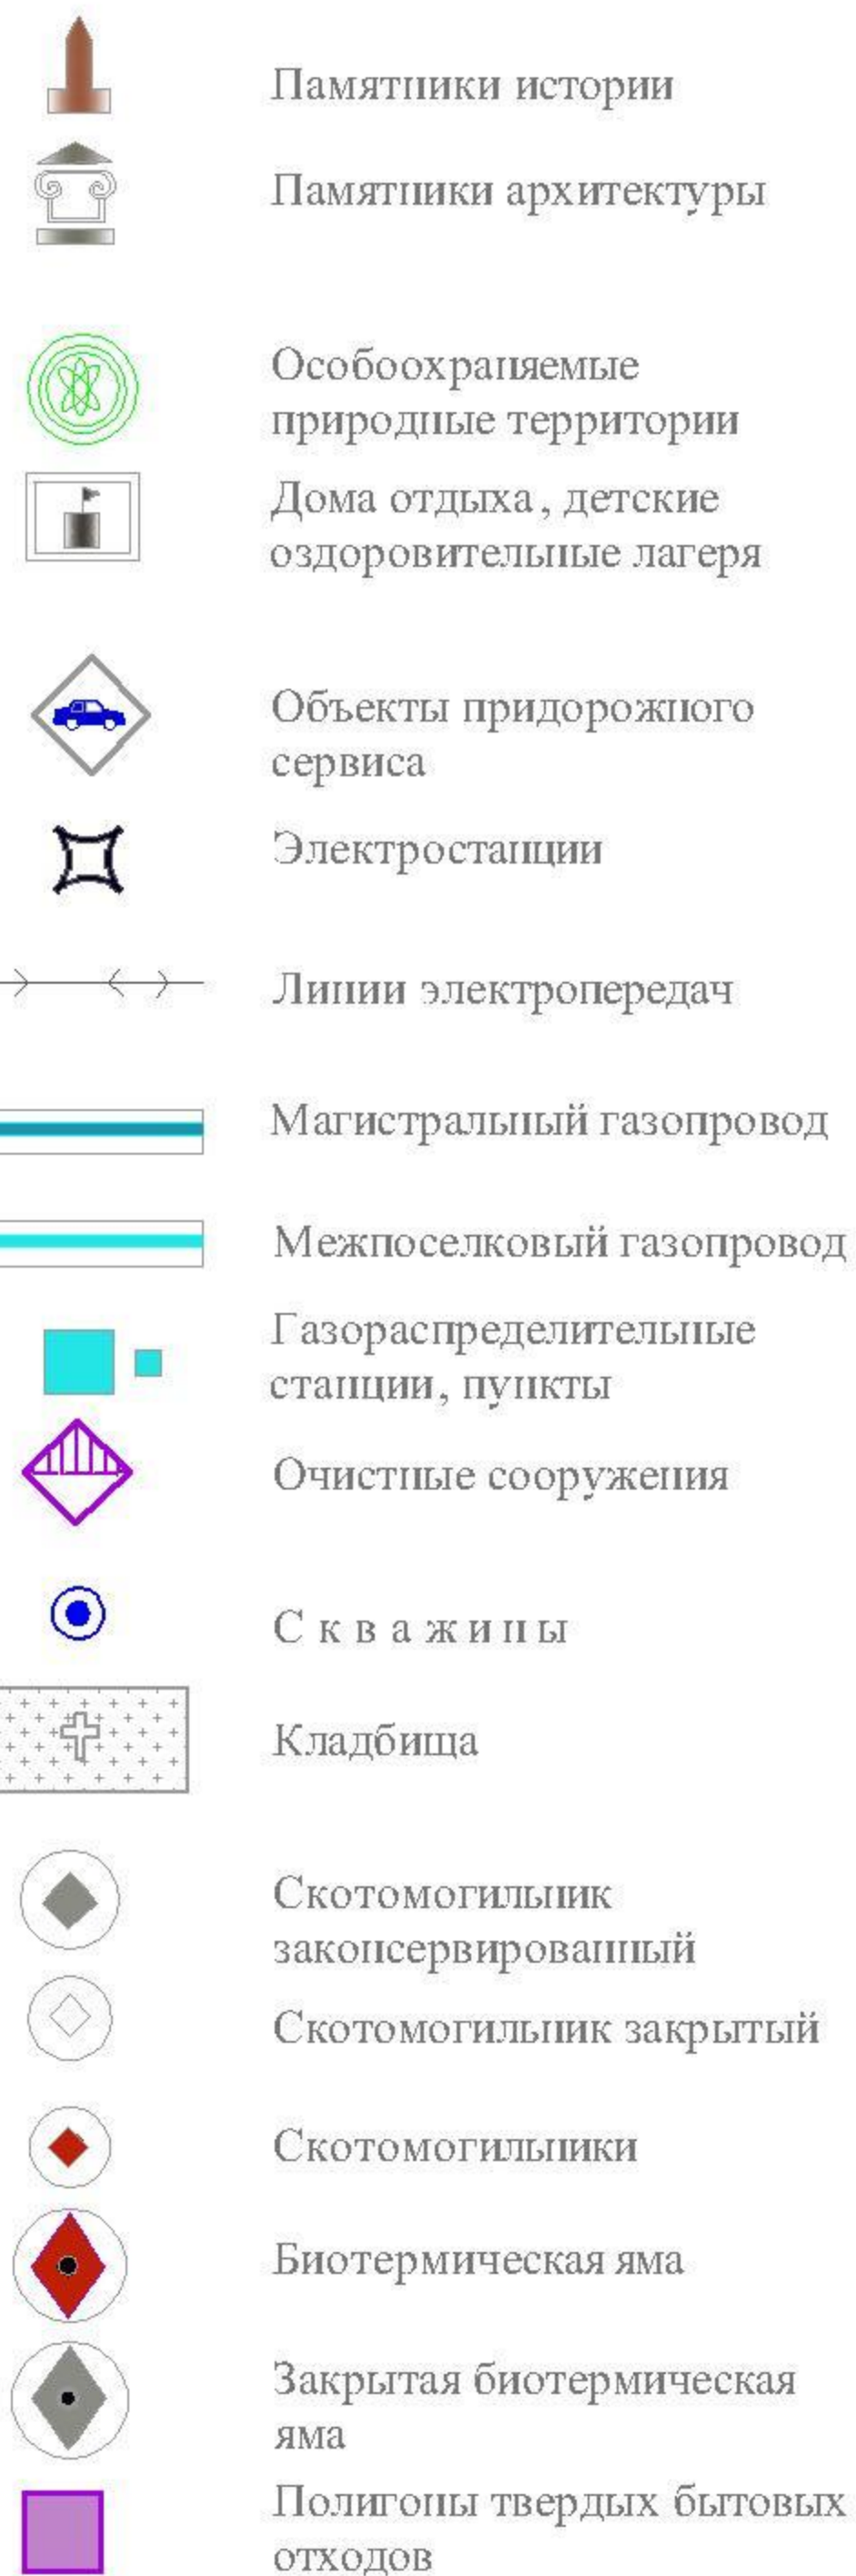 Памятники истории
Памятники архитектуры
Особоохраняемые
природные территории
Дома отдыха, детские
оздоровительные лагеря
Объекты придорожного
сервиса
Электростанции
Линии электропередач
Магистральный газопровод
Межпоселковый газопровод
Газораспределительные
станции, пункты
Очистные сооружения
Скважины
Кладбища
Скотомогильник
законсервированный
Скотомогильник закрытый
Скотомогильники
Биотермическая яма
Закрытая биотермическая
яма
Полигоны твердых бытовых
отходов